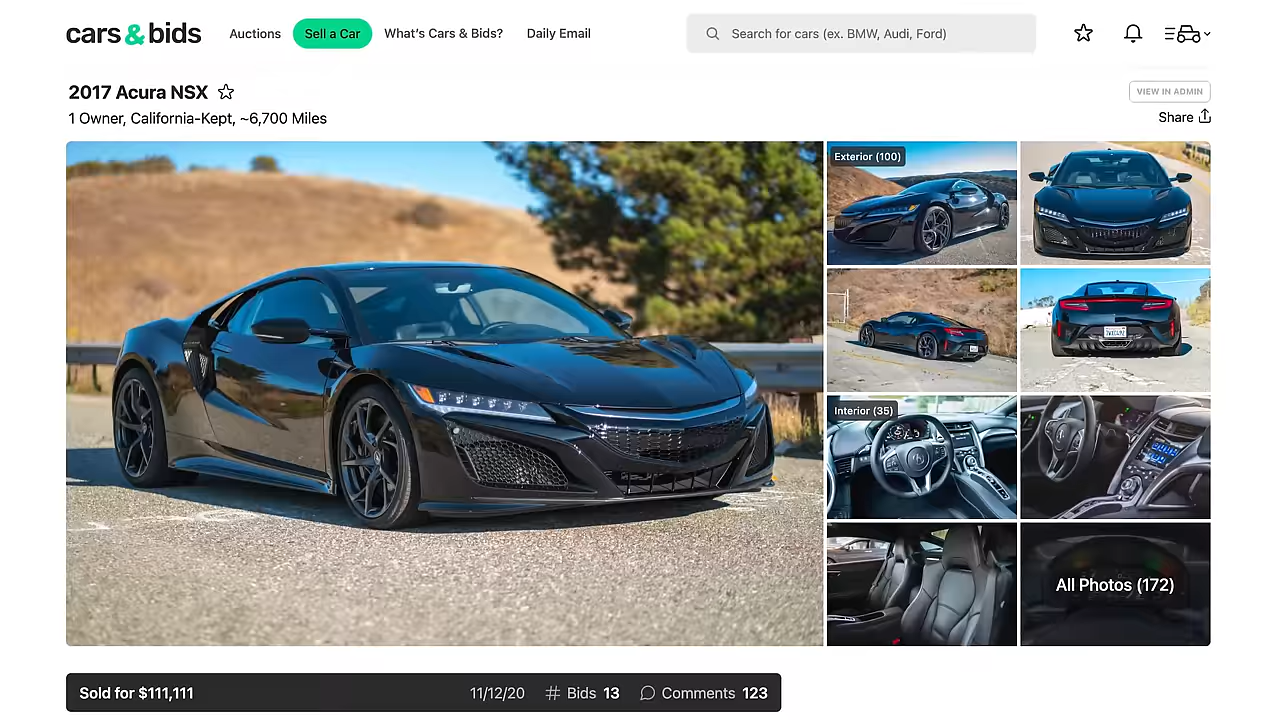 cars & bids
Auctions
Sell a Car
What's Cars & Bids?
Daily Email
Search for cars (ex. BMW, Audi, Ford)
2017 Acura NSX
VIEW IN ADMIN
1 Owner, California-Kept, ~6,700 Miles
Share
Exterior (100)
Interior (35)
All Photos (172)
Sold for $111,111
11/12/20
# Bids 13
Comments 123